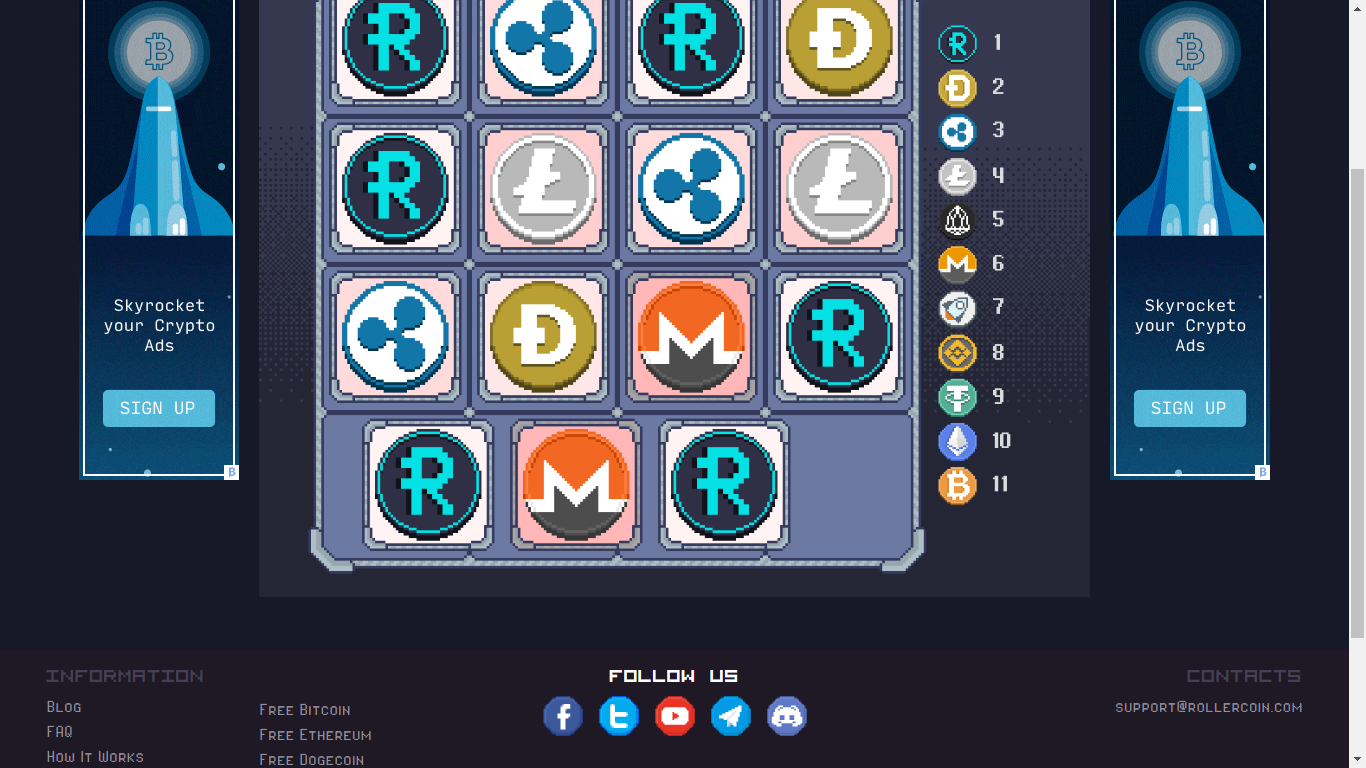 1
2
3
4
5
6
7
8
9
10
11
Skyrocket
your Crypto
Ads
SIGN UP
Skyrocket
your Crypto
Ads
SIGN UP
INFORMATION
Blog
FAQ
How It Works
Free Bitcoin
Free Ethereum
Free Dogecoin
FOLLOW US
CONTACTS
support@rollercoin.com